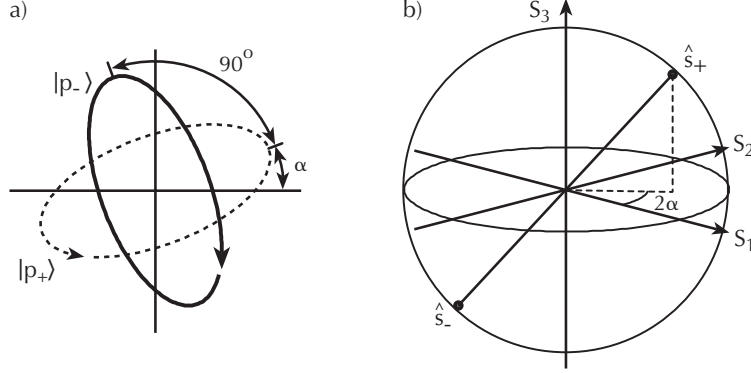 a)
90°
|p₋⟩
α
|p₊⟩
b)
S₃
ŝ₊
S₂
2α
S₁
ŝ₋